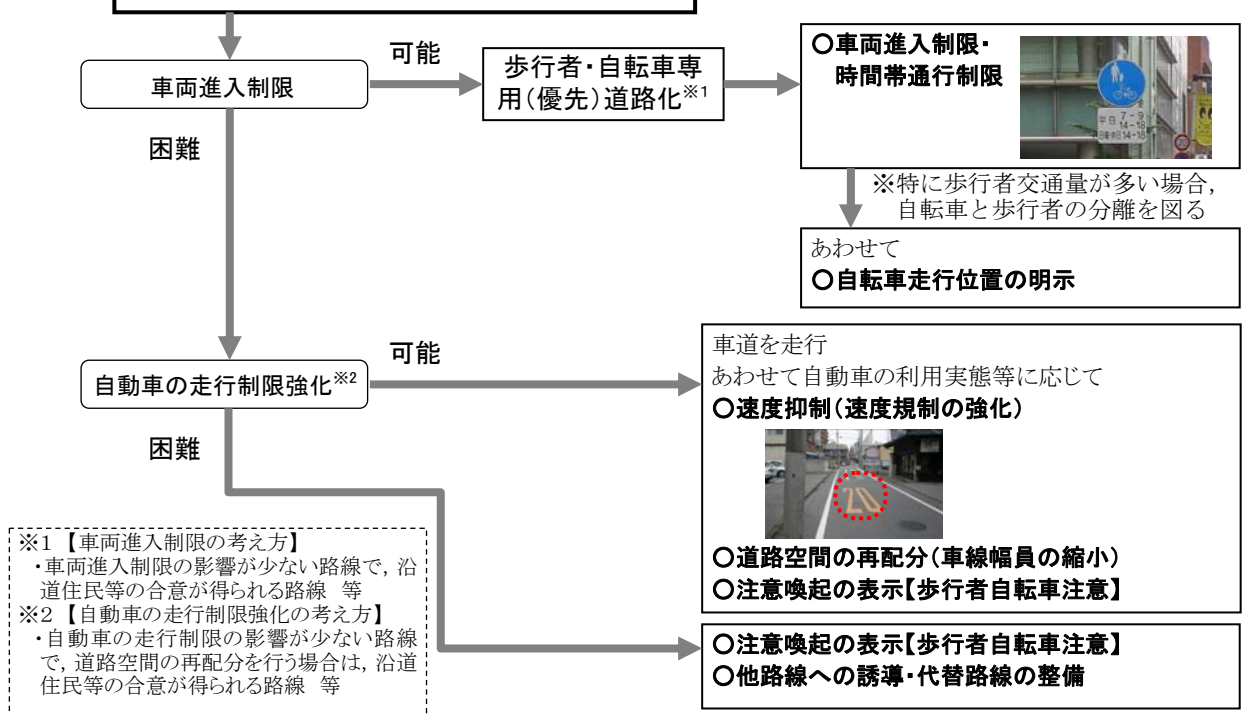 車両進入制限
可能
歩行者・自転車専
用(優先)道路化※1
○車両進入制限・
時間帯通行制限
平日 7-9
14-18
日曜・休日14-18
20
困難
※特に歩行者交通量が多い場合,
自転車と歩行者の分離を図る
あわせて
○自転車走行位置の明示
自動車の走行制限強化※2
可能
車道を走行
あわせて自動車の利用実態等に応じて
○速度抑制(速度規制の強化)
20
○道路空間の再配分(車線幅員の縮小)
○注意喚起の表示【歩行者自転車注意】
困難
○注意喚起の表示【歩行者自転車注意】
○他路線への誘導・代替路線の整備
※1 【車両進入制限の考え方】
・車両進入制限の影響が少ない路線で, 沿
道住民等の合意が得られる路線 等
※2 【自動車の走行制限強化の考え方】
・自動車の走行制限の影響が少ない路線
で, 道路空間の再配分を行う場合は, 沿道
住民等の合意が得られる路線 等